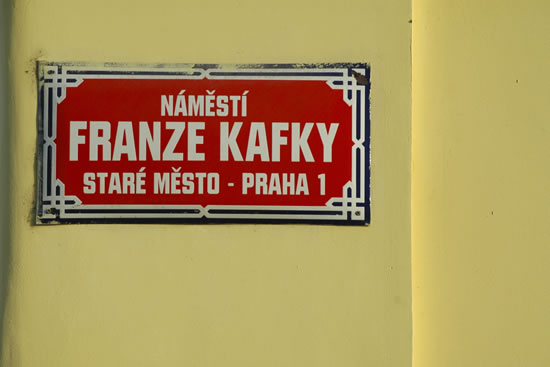 NÁMĚSTÍ
FRANZE KAFKY
STARÉ MĚSTO - PRAHA 1